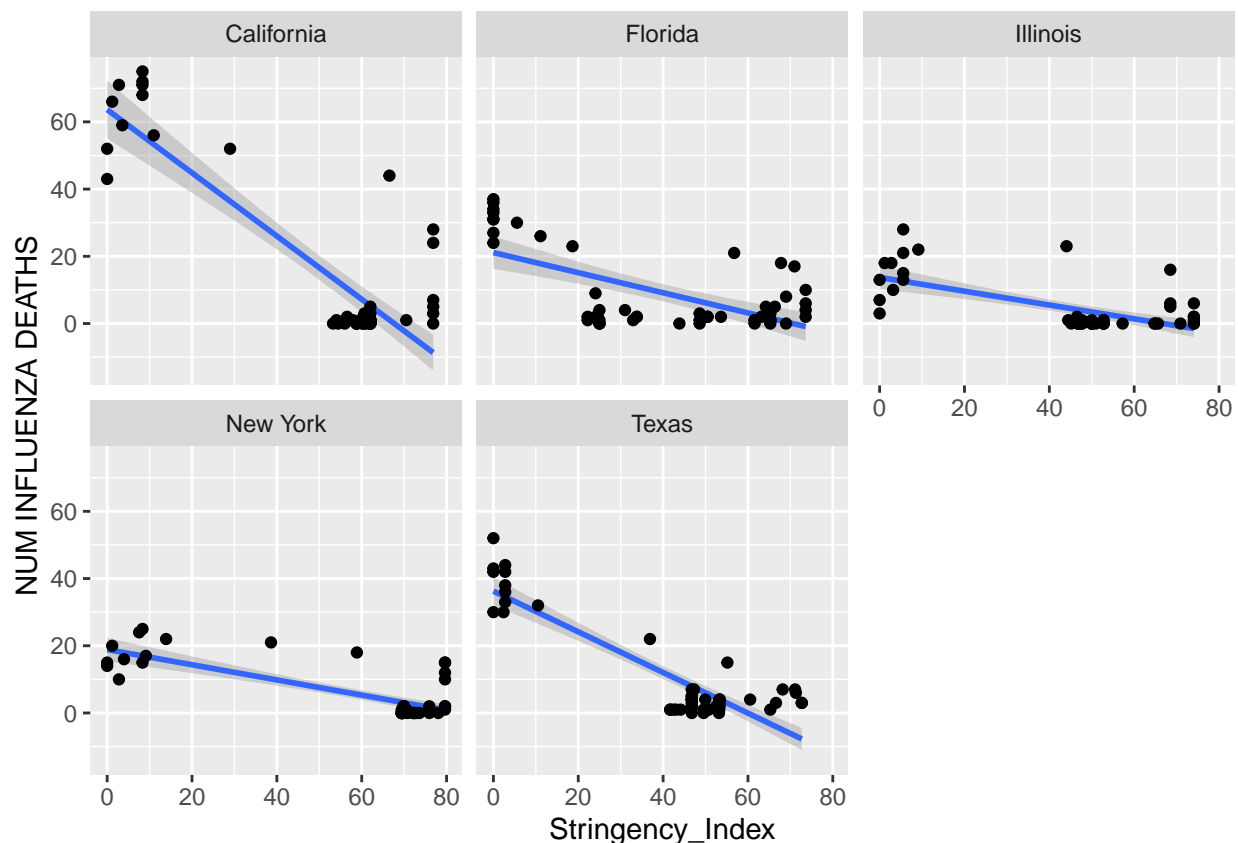 California
Florida
Illinois
60
40
20
0
0 20 40 60 80
New York
Texas
60
40
20
0
0 20 40 60 80
0 20 40 60 80
NUM INFLUENZA DEATHS
Stringency_Index